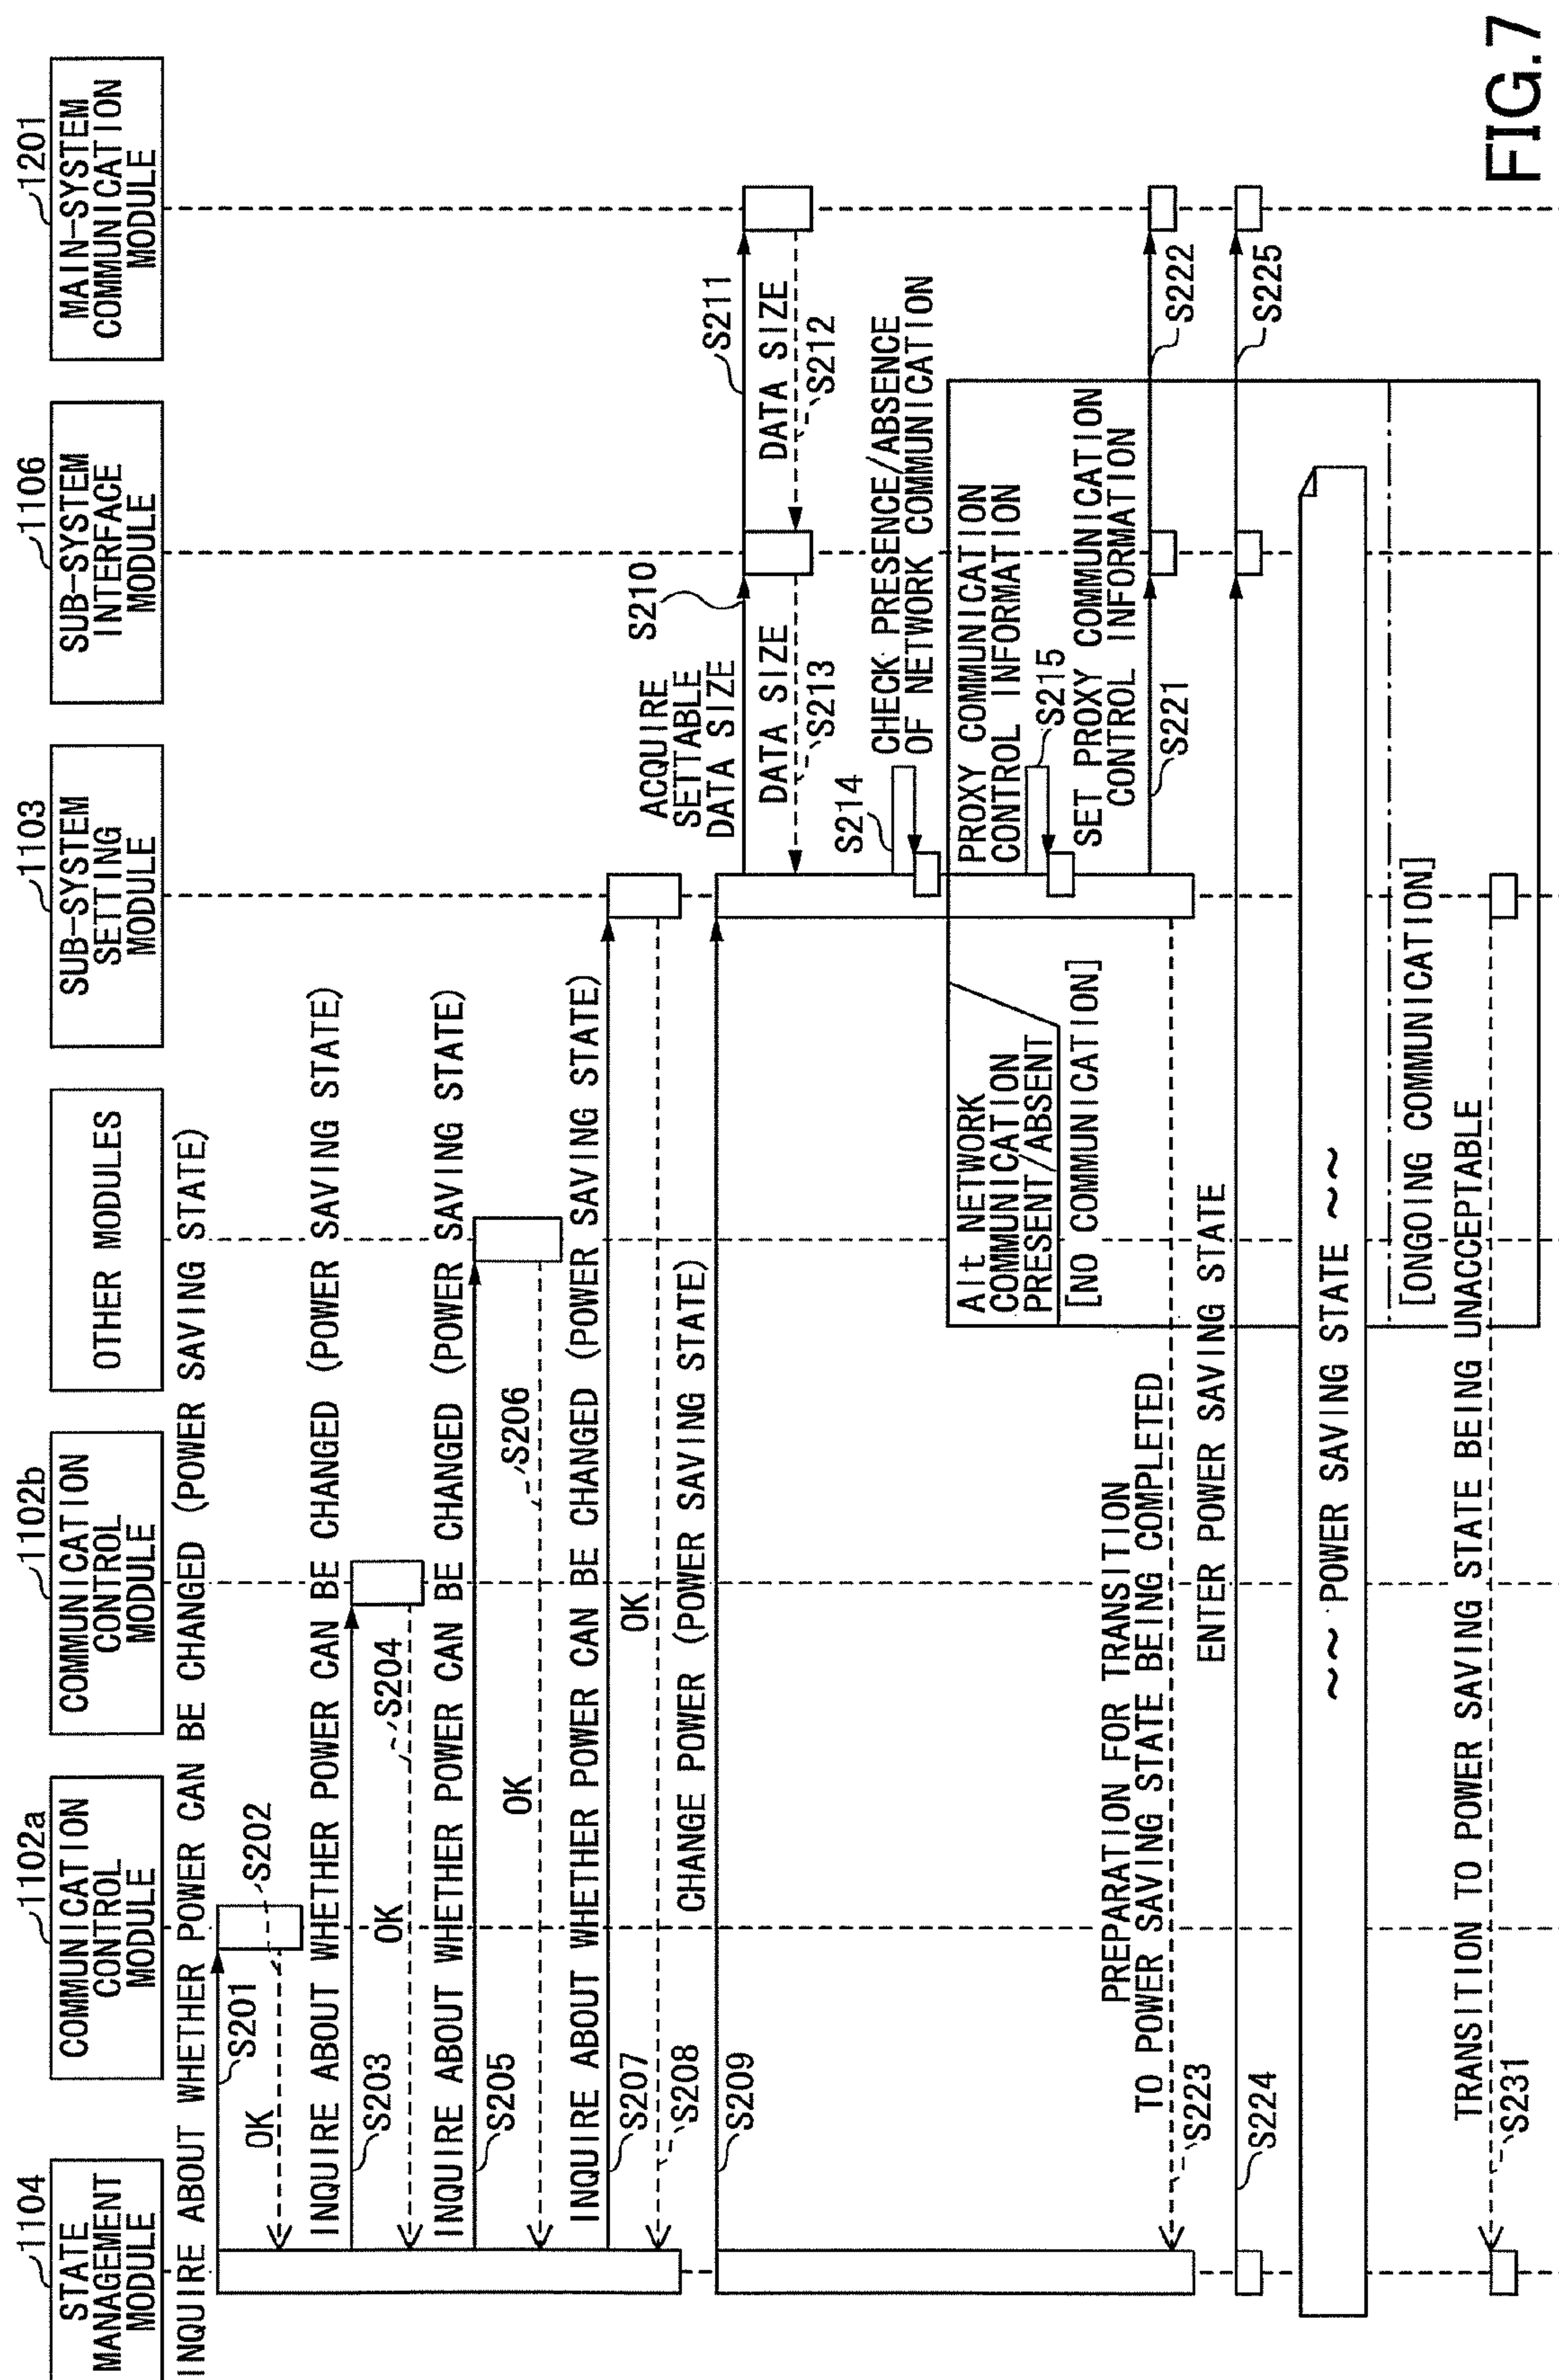 1104
STATE
MANAGEMENT
MODULE
1102a
COMMUNICATION
CONTROL
MODULE
1102b
COMMUNICATION
CONTROL
MODULE
OTHER MODULES
1103
SUB-SYSTEM
SETTING
MODULE
1106
SUB-SYSTEM
INTERFACE
MODULE
1201
MAIN-SYSTEM
COMMUNICATION
MODULE
INQUIRE ABOUT WHETHER POWER CAN BE CHANGED (POWER SAVING STATE)
S201
OK
S202
INQUIRE ABOUT WHETHER POWER CAN BE CHANGED (POWER SAVING STATE)
S203
OK
S204
INQUIRE ABOUT WHETHER POWER CAN BE CHANGED (POWER SAVING STATE)
S205
OK
S206
INQUIRE ABOUT WHETHER POWER CAN BE CHANGED (POWER SAVING STATE)
S207
OK
S208
CHANGE POWER (POWER SAVING STATE)
S209
ACQUIRE
SETTABLE
DATA SIZE
S210
S211
DATA SIZE
S212
DATA SIZE
S213
S214
CHECK PRESENCE/ABSENCE
OF NETWORK COMMUNICATION
Alt NETWORK
COMMUNICATION
PRESENT/ABSENT
[NO COMMUNICATION]
PROXY COMMUNICATION
CONTROL INFORMATION
S215
SET PROXY COMMUNICATION
CONTROL INFORMATION
S221
S222
PREPARATION FOR TRANSITION
TO POWER SAVING STATE BEING COMPLETED
S223
ENTER POWER SAVING STATE
S224
S225
~~~ POWER SAVING STATE ~~~
[ONGOING COMMUNICATION]
TRANSITION TO POWER SAVING STATE BEING UNACCEPTABLE
S231
FIG.7